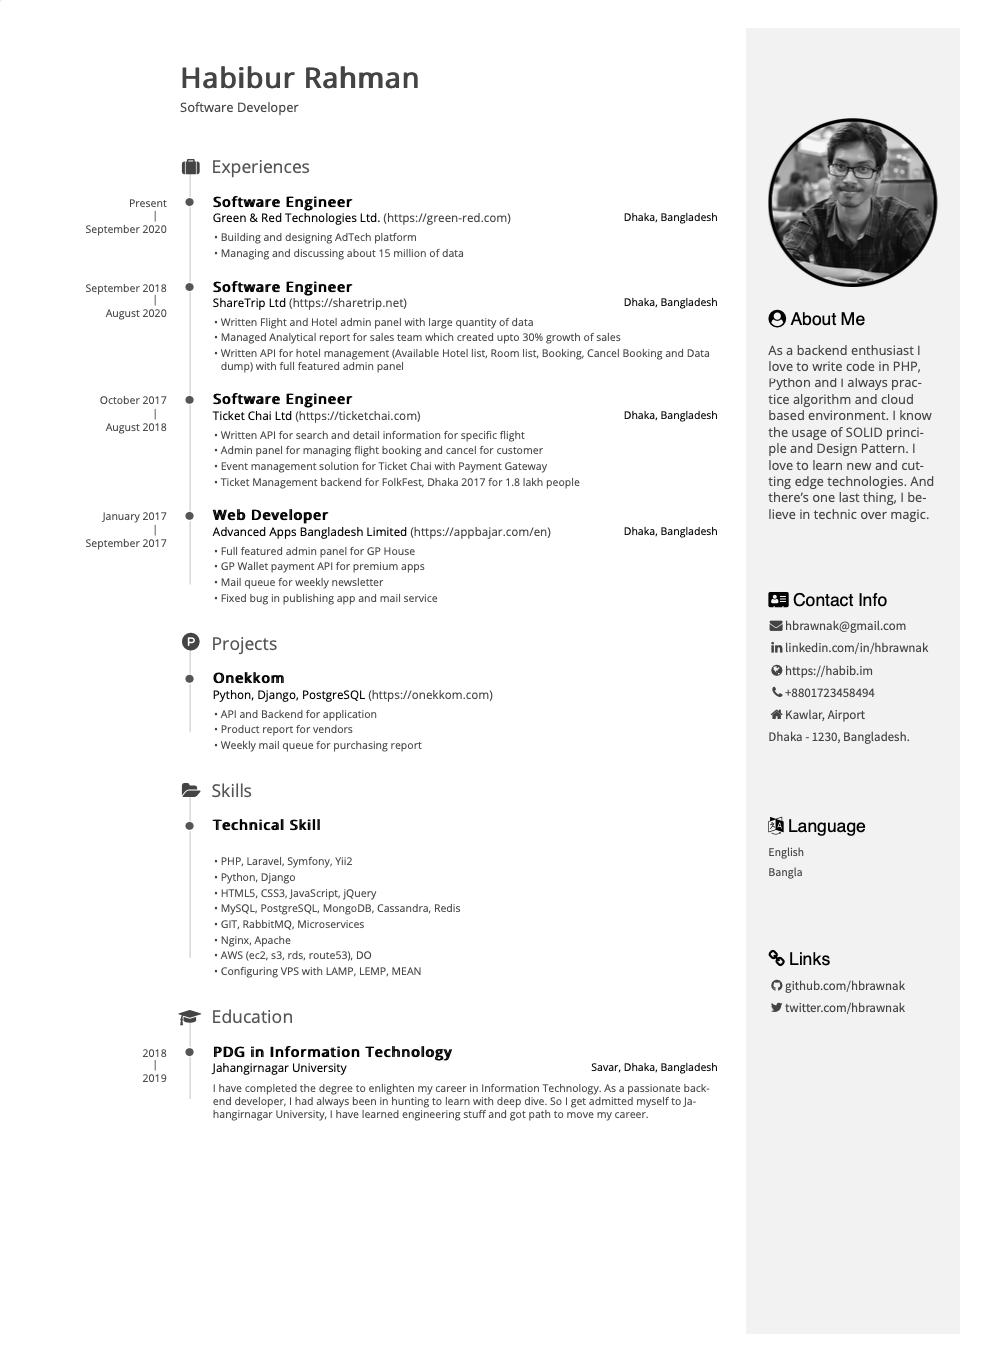 Habibur Rahman
Software Developer
Experiences
Present
|
September 2020
Software Engineer
Green & Red Technologies Ltd. (https://green-red.com)
Dhaka, Bangladesh
• Building and designing AdTech platform
• Managing and discussing about 15 million of data
September 2018
|
August 2020
Software Engineer
ShareTrip Ltd (https://sharetrip.net)
Dhaka, Bangladesh
• Written Flight and Hotel admin panel with large quantity of data
• Managed Analytical report for sales team which created upto 30% growth of sales
• Written API for hotel management (Available Hotel list, Room list, Booking, Cancel Booking and Data
dump) with full featured admin panel
October 2017
|
August 2018
Software Engineer
Ticket Chai Ltd (https://ticketchai.com)
Dhaka, Bangladesh
• Written API for search and detail information for specific flight
• Admin panel for managing flight booking and cancel for customer
• Event management solution for Ticket Chai with Payment Gateway
• Ticket Management backend for FolkFest, Dhaka 2017 for 1.8 lakh people
January 2017
|
September 2017
Web Developer
Advanced Apps Bangladesh Limited (https://appbajar.com/en)
Dhaka, Bangladesh
• Full featured admin panel for GP House
• GP Wallet payment API for premium apps
• Mail queue for weekly newsletter
• Fixed bug in publishing app and mail service
Projects
Onekkom
Python, Django, PostgreSQL (https://onekkom.com)
• API and Backend for application
• Product report for vendors
• Weekly mail queue for purchasing report
Skills
Technical Skill
• PHP, Laravel, Symfony, Yii2
• Python, Django
• HTML5, CSS3, JavaScript, jQuery
• MySQL, PostgreSQL, MongoDB, Cassandra, Redis
• GIT, RabbitMQ, Microservices
• Nginx, Apache
• AWS (ec2, s3, rds, route53), DO
• Configuring VPS with LAMP, LEMP, MEAN
Education
2018
|
2019
PDG in Information Technology
Jahangirnagar University
Savar, Dhaka, Bangladesh
I have completed the degree to enlighten my career in Information Technology. As a passionate back-
end developer, I had always been in hunting to learn with deep dive. So I get admitted myself to Ja-
hangirnagar University, I have learned engineering stuff and got path to move my career.
About Me
As a backend enthusiast I
love to write code in PHP,
Python and I always prac-
tice algorithm and cloud
based environment. I know
the usage of SOLID princi-
ple and Design Pattern. I
love to learn new and cut-
ting edge technologies. And
there’s one last thing, I be-
lieve in technic over magic.
Contact Info
hbrawnak@gmail.com
linkedin.com/in/hbrawnak
https://habib.im
+8801723458494
Kawlar, Airport
Dhaka - 1230, Bangladesh.
Language
English
Bangla
Links
github.com/hbrawnak
twitter.com/hbrawnak